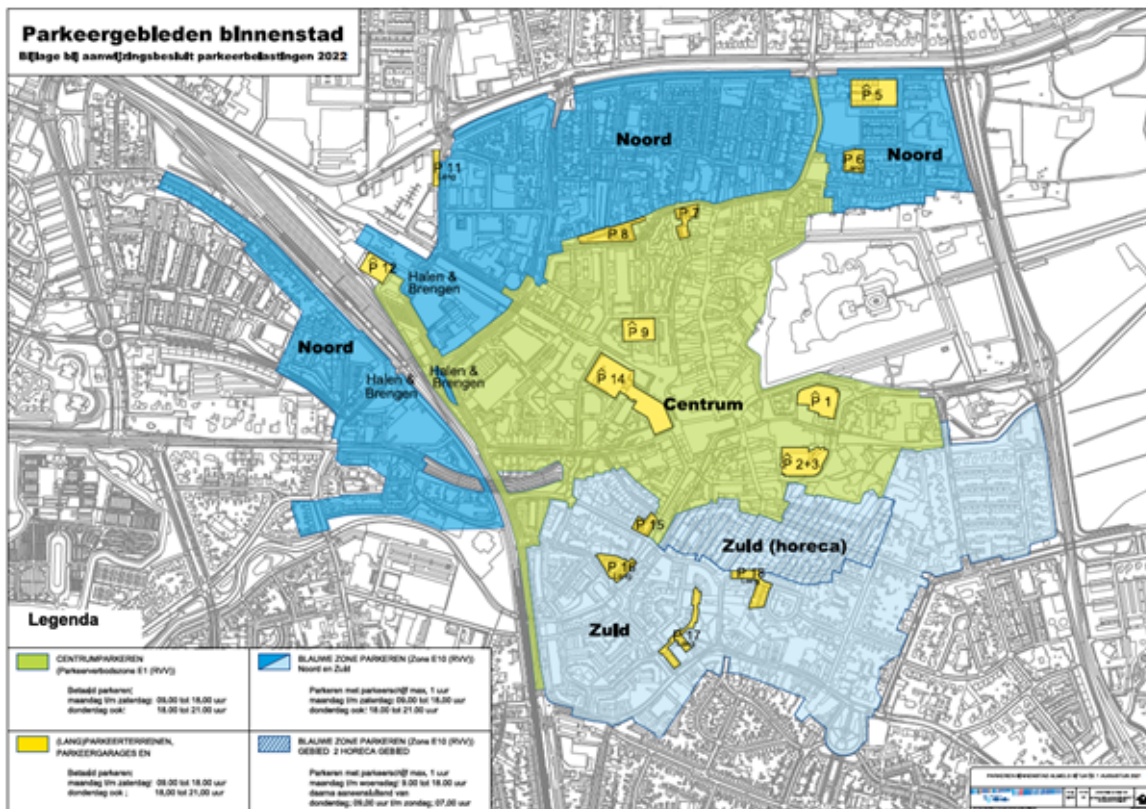 Parkeergebieden binnenstad
Bijlage bij aanwijzingsbesluit parkeerbelastingen 2022
P 5
Noord
P 6
Noord
P 11
P 7
P 8
P 12
Halen &
Brengen
P 9
Noord
Halen &
Brengen
Halen &
Brengen
P 14
Centrum
P 1
P 2+3
P 15
Zuid (horeca)
P 16
P 18
Zuid
P 17
Legenda
CENTRUMPARKEREN
(Parkeerverbodszone E1 (RVV))
Betaald parkeren:
maandag t/m zaterdag: 09.00 tot 18.00 uur
donderdag ook: 18.00 tot 21.00 uur
BLAUWE ZONE PARKEREN (Zone E10 (RVV))
Noord en Zuid
Parkeren met parkeerschijf max. 1 uur
maandag t/m zaterdag: 09.00 tot 18.00 uur
donderdag ook: 18.00 tot 21.00 uur
(LANG)PARKEERTERREINEN,
PARKEERGARAGES EN
Betaald parkeren:
maandag t/m zaterdag: 09.00 tot 18.00 uur
donderdag ook : 18,00 tot 21,00 uur
BLAUWE ZONE PARKEREN (Zone E10 (RVV))
GEBIED 2 HORECA GEBIED
Parkeren met parkeerschijf max, 1 uur
maandag t/m woensdag: 9.00 tot 18.00 uur
daarna aaneensluitend van
donderdag: 09,00 uur t/m zondag: 07,00 uur